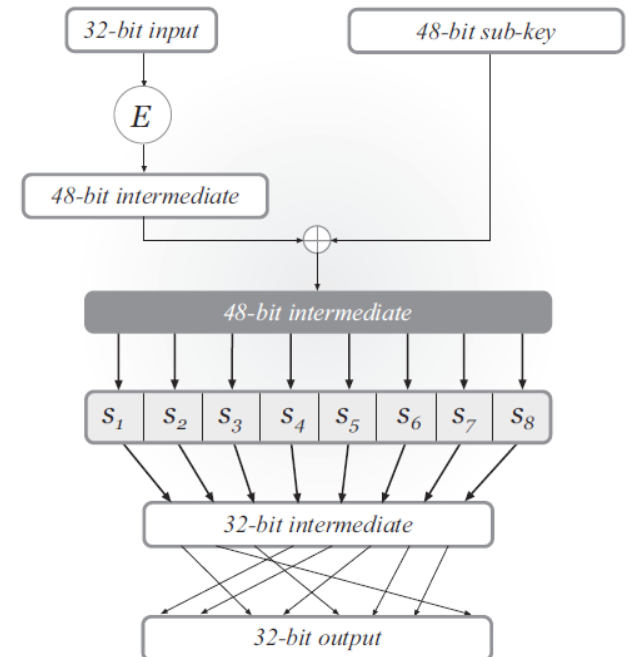 32-bit input
48-bit sub-key
E
48-bit intermediate
48-bit intermediate
S1 S2 S3 S4 S5 S6 S7 S8
32-bit intermediate
32-bit output